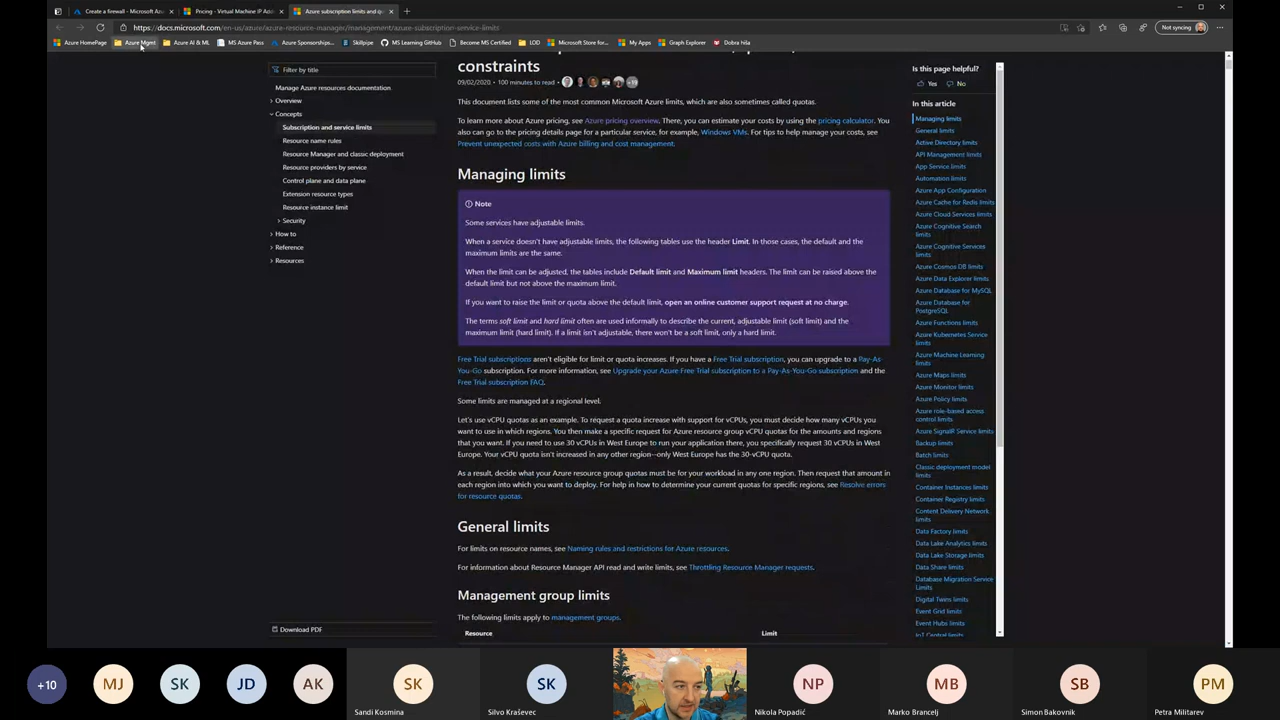 Create a firewall - Microsoft Az
Pricing - Virtual Machine IP Add
Azure subscription limits and qu
https://docs.microsoft.com/en-us/azure/azure-resource-manager/management/azure-subscription-service-limits
Not syncing
Azure HomePage
Azure Mgmt
Azure AI & ML
MS Azure Pass
Azure Sponsorships...
Skillpipe
MS Learning GitHub
Become MS Certified
LOD
Microsoft Store for...
My Apps
Graph Explorer
Dobra hiša
Filter by title
Manage Azure resources documentation
Overview
Concepts
Subscription and service limits
Resource name rules
Resource Manager and classic deployment
Resource providers by service
Control plane and data plane
Extension resource types
Resource instance limit
Security
How to
Reference
Resources
Download PDF
constraints
09/02/2020 • 100 minutes to read
+19
This document lists some of the most common Microsoft Azure limits, which are also sometimes called quotas.
To learn more about Azure pricing, see Azure pricing overview. There, you can estimate your costs by using the pricing calculator. You
also can go to the pricing details page for a particular service, for example, Windows VMs. For tips to help manage your costs, see
Prevent unexpected costs with Azure billing and cost management.
Managing limits
Note
Some services have adjustable limits.
When a service doesn't have adjustable limits, the following tables use the header Limit. In those cases, the default and the
maximum limits are the same.
When the limit can be adjusted, the tables include Default limit and Maximum limit headers. The limit can be raised above the
default limit but not above the maximum limit.
If you want to raise the limit or quota above the default limit, open an online customer support request at no charge.
The terms soft limit and hard limit often are used informally to describe the current, adjustable limit (soft limit) and the
maximum limit (hard limit). If a limit isn't adjustable, there won't be a soft limit, only a hard limit.
Free Trial subscriptions aren't eligible for limit or quota increases. If you have a Free Trial subscription, you can upgrade to a Pay-As
You-Go subscription. For more information, see Upgrade your Azure Free Trial subscription to a Pay-As-You-Go subscription and the
Free Trial subscription FAQ.
Some limits are managed at a regional level.
Let's use vCPU quotas as an example. To request a quota increase with support for vCPUs, you must decide how many vCPUs you
want to use in which regions. You then make a specific request for Azure resource group vCPU quotas for the amounts and regions
that you want. If you need to use 30 vCPUs in West Europe to run your application there, you specifically request 30 vCPUs in West
Europe. Your vCPU quota isn't increased in any other region--only West Europe has the 30-vCPU quota.
As a result, decide what your Azure resource group quotas must be for your workload in any one region. Then request that amount in
each region into which you want to deploy. For help in how to determine your current quotas for specific regions, see Resolve errors
for resource quotas.
General limits
For limits on resource names, see Naming rules and restrictions for Azure resources.
For information about Resource Manager API read and write limits, see Throttling Resource Manager requests.
Management group limits
The following limits apply to management groups.
Resource
Limit
Is this page helpful?
Yes
No
In this article
Managing limits
General limits
Active Directory limits
API Management limits
App Service limits
Automation limits
Azure App Configuration
Azure Cache for Redis limits
Azure Cloud Services limits
Azure Cognitive Search
limits
Azure Cognitive Services
limits
Azure Cosmos DB limits
Azure Data Explorer limits
Azure Database for MySQL
Azure Database for
PostgreSQL
Azure Functions limits
Azure Kubernetes Service
limits
Azure Machine Learning
limits
Azure Maps limits
Azure Monitor limits
Azure Policy limits
Azure role-based access
control limits
Azure SignalR Service limits
Backup limits
Batch limits
Classic deployment model
limits
Container Instances limits
Container Registry limits
Content Delivery Network
limits
Data Factory limits
Data Lake Analytics limits
Data Lake Storage limits
Data Share limits
Database Migration Service
Limits
Digital Twins limits
Event Grid limits
Event Hubs limits
IoT Central limits
+10
MJ
SK
JD
AK
SK
SK
NP
MB
SB
PM
Sandi Kosmina
Silvo Kraševec
Nikola Popadić
Marko Brancelj
Simon Bakovnik
Petra Militarev